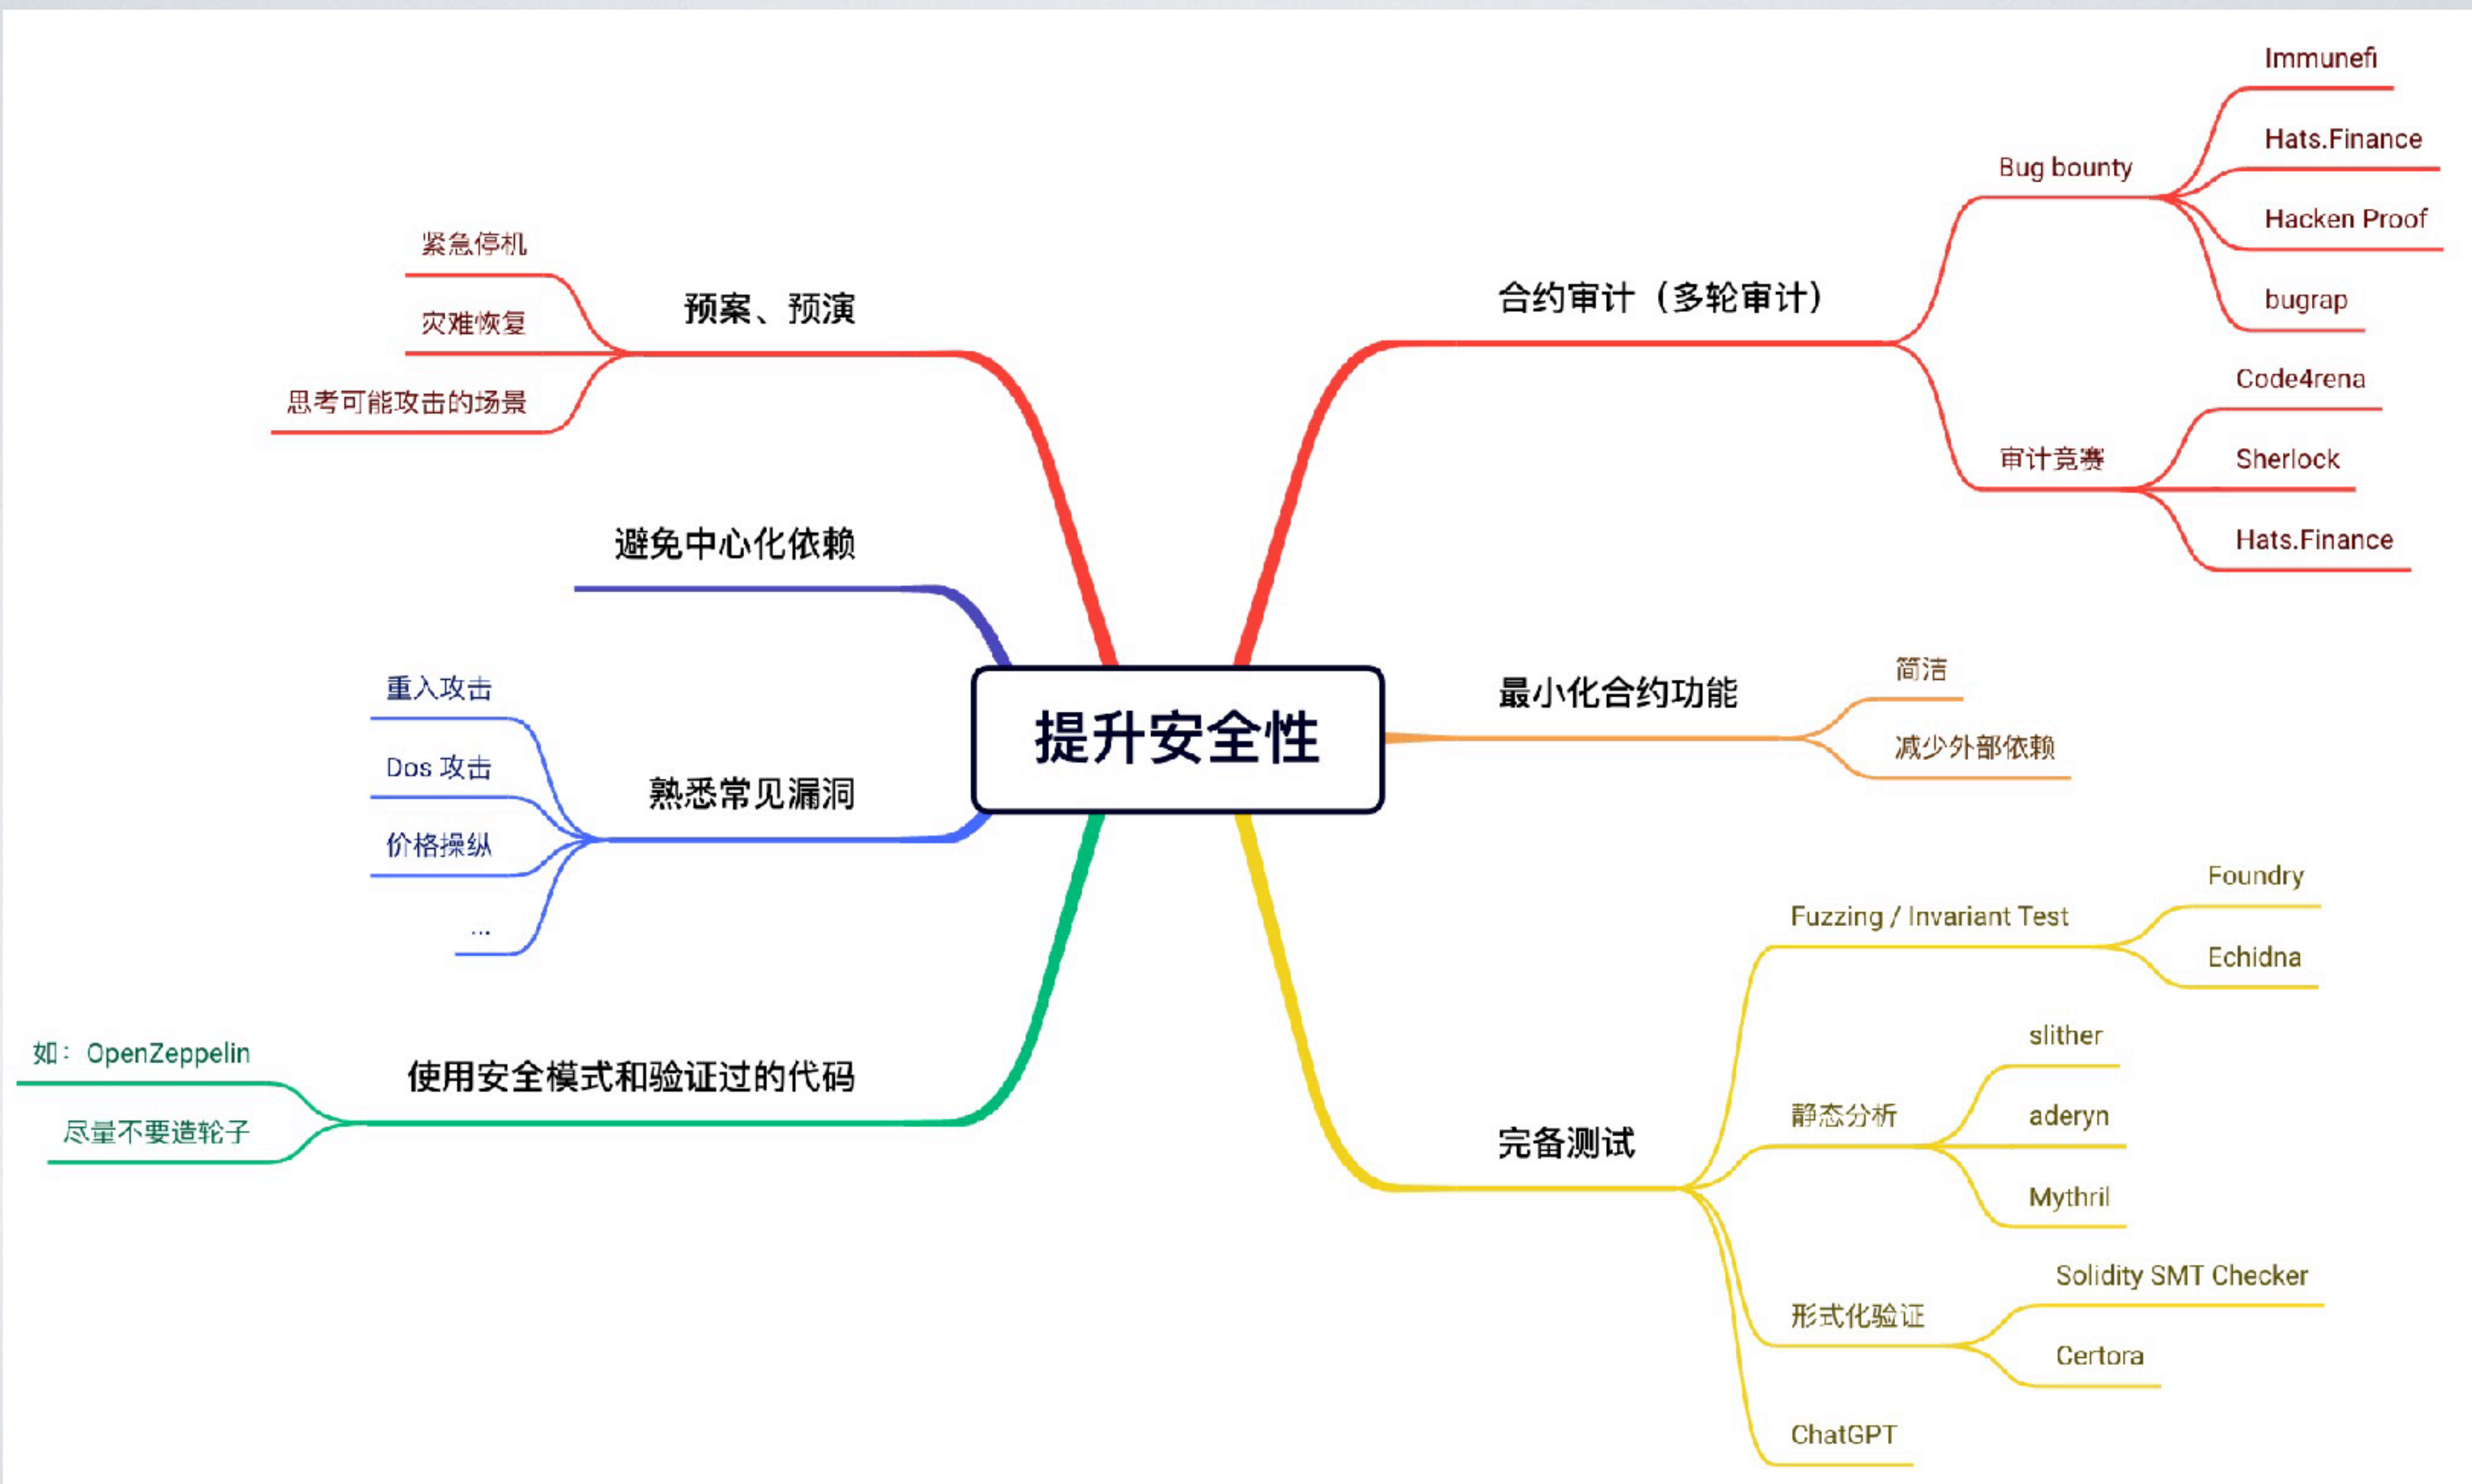 提升安全性
合约审计（多轮审计）
Bug bounty
Immunefi
Hats.Finance
Hacken Proof
bugrap
审计竞赛
Code4rena
Sherlock
Hats.Finance
最小化合约功能
简洁
减少外部依赖
完备测试
Fuzzing / Invariant Test
Foundry
Echidna
静态分析
slither
aderyn
Mythril
形式化验证
Solidity SMT Checker
Certora
ChatGPT
预案、预演
紧急停机
灾难恢复
思考可能攻击的场景
避免中心化依赖
熟悉常见漏洞
重入攻击
Dos 攻击
价格操纵
...
使用安全模式和验证过的代码
如：OpenZeppelin
尽量不要造轮子